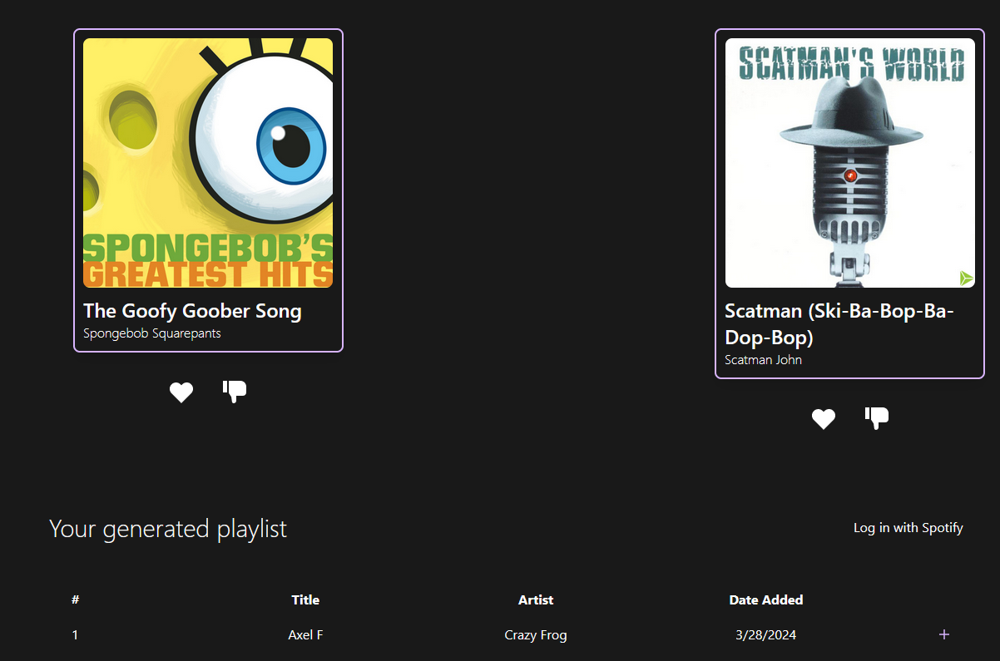 SPONGEBOB'S
GREATEST HITS
The Goofy Goober Song
Spongebob Squarepants
SCATMAN'S WORLD
Scatman (Ski-Ba-Bop-Ba-
Dop-Bop)
Scatman John
Your generated playlist
Log in with Spotify
# Title Artist Date Added
1 Axel F Crazy Frog 3/28/2024 +